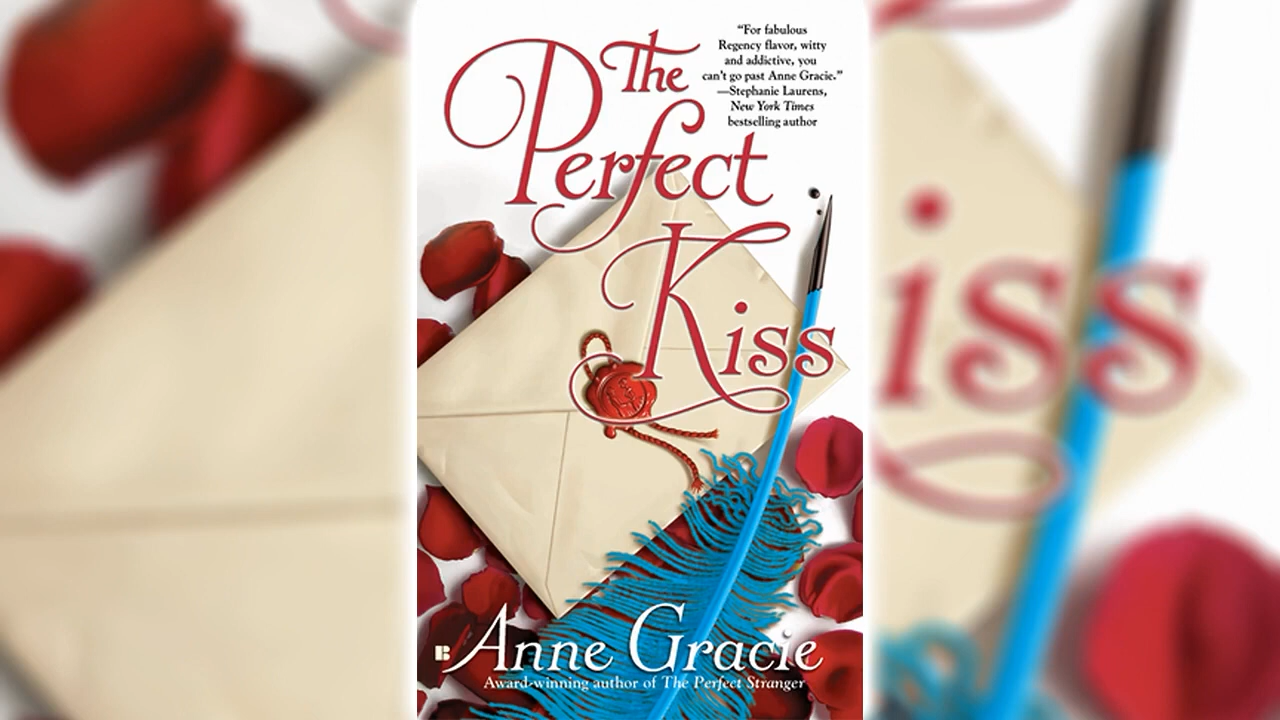 The
Perfect
Kiss
“For fabulous
Regency flavor, witty
and addictive, you
can’t go past Anne Gracie.”
—Stephanie Laurens,
New York Times
bestselling author
iss
B
Anne Gracie
Award-winning author of The Perfect Stranger